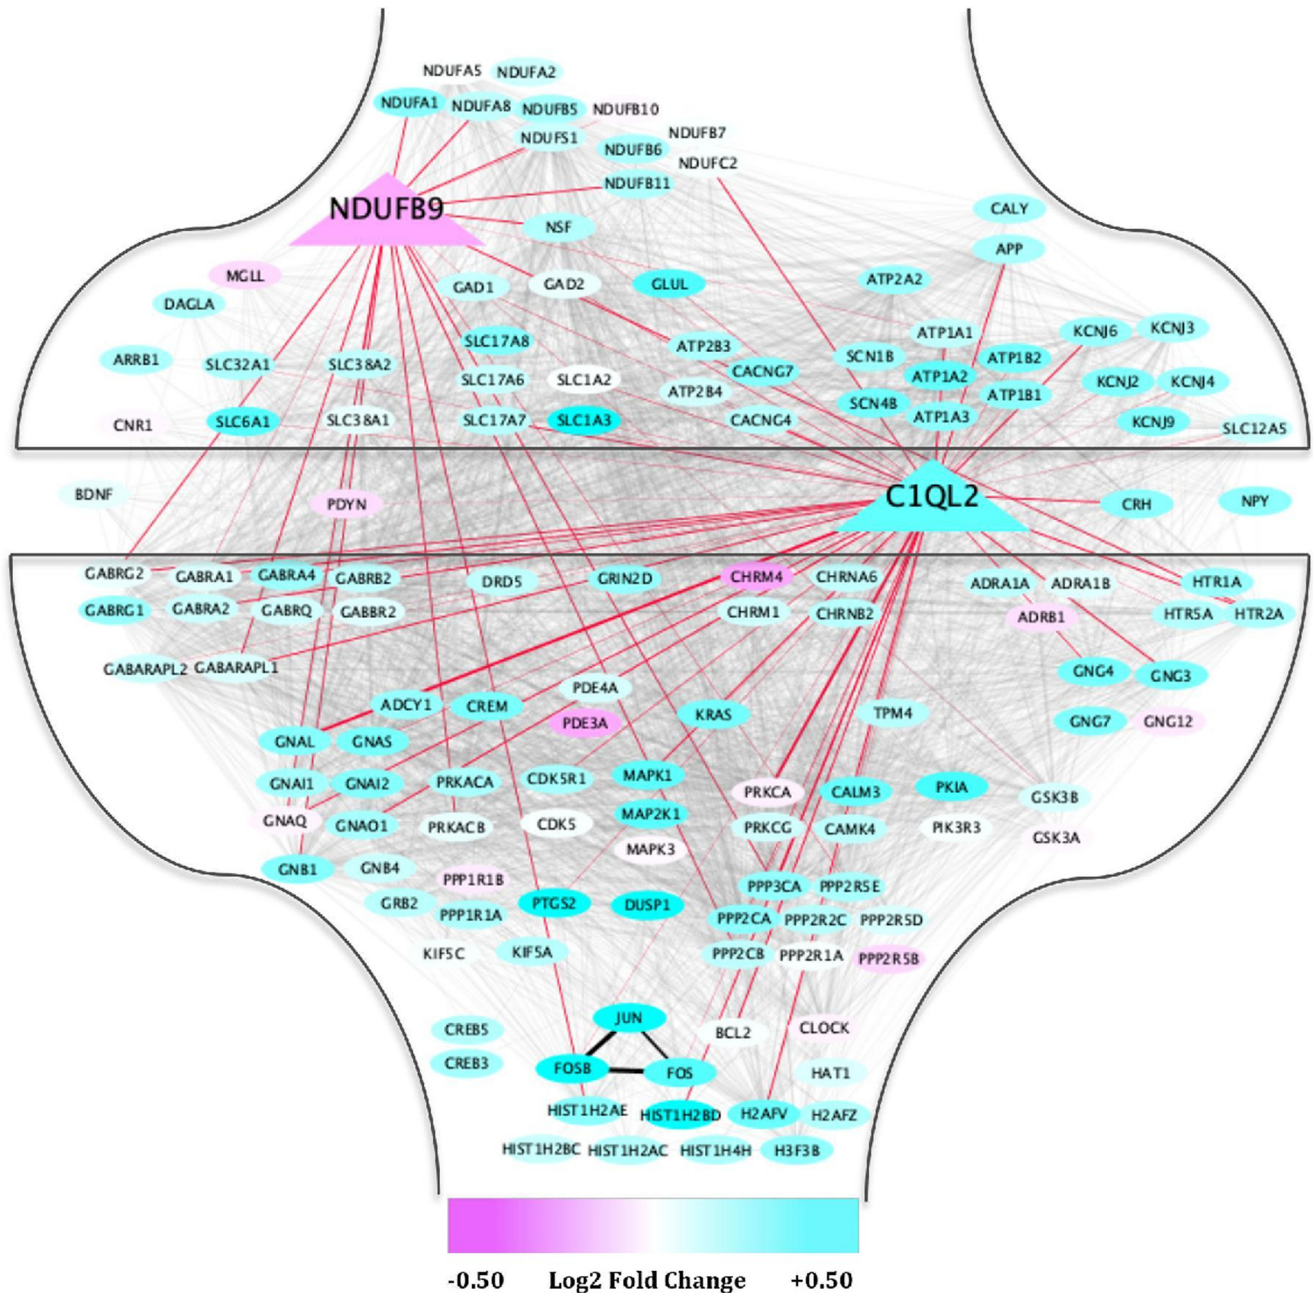 NDUFA5 NDUFA2
NDUFA1 NDUFA8 NDUFB5 NDUFB10
NDUFS1 NDUFB7
NDUFB6
NDUFC2
NDUFB11
NDUFB9
CALY
NSF
APP
MGLL
GAD1 GAD2 GLUL ATP2A2
DAGLA
ATP1A1 KCNJ6 KCNJ3
SLC17A8 ATP2B3
ARRB1 SLC32A1 SLC38A2 SCN1B ATP1B2
CACNG7 ATP1A2
SLC17A6 SLC1A2 KCNJ2 KCNJ4
ATP2B4 ATP1B1
SCN4B
CNR1 SLC6A1 SLC38A1 SLC17A7 SLC1A3 CACNG4 ATP1A3 KCNJ9 SLC12A5
BDNF
PDYN C1QL2 CRH NPY
GABRG2 GABRA1 GABRA4 GABRB2 DRD5 GRIN2D CHRM4 CHRNA6 ADRA1A ADRA1B HTR1A
GABRG1 GABRA2 GABRQ GABBR2 CHRM1 CHRNB2 ADRB1 HTR5A HTR2A
GABARAPL2 GABARAPL1 GNG4 GNG3
PDE4A
ADCY1 CREM KRAS TPM4
PDE3A GNG7 GNG12
GNAL GNAS
GNAI1 GNAI2 PRKACA CDK5R1 MAPK1 PRKCA CALM3 PKIA GSK3B
GNAQ GNAO1 PRKACB CDK5 MAP2K1 PRKCG CAMK4 PIK3R3
MAPK3 GSK3A
GNB1 GNB4 PPP1R1B PPP3CA PPP2R5E
GRB2 PPP1R1A PTGS2 DUSP1 PPP2CA PPP2R2C PPP2R5D
KIF5C KIF5A PPP2CB PPP2R1A PPP2R5B
JUN
CREB5 BCL2 CLOCK
CREB3 FOSB FOS HAT1
HIST1H2AE HIST1H2BD H2AFV H2AFZ
HIST1H2BC HIST1H2AC HIST1H4H H3F3B
-0.50 Log2 Fold Change +0.50